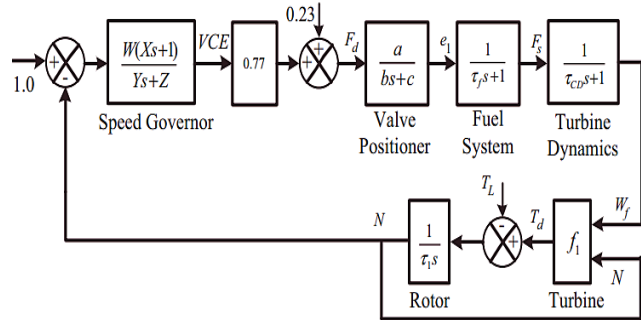 0.23
1.0
+
-
W(Xs+1)
Ys+Z
VCE
0.77
+
+
F_d
a
bs+c
e_1
1
τ_f s+1
F_s
1
τ_CD s+1
Speed Governor
Valve
Positioner
Fuel
System
Turbine
Dynamics
N
1
τ_1 s
T_L
-
+
T_d
f_1
W_f
N
Rotor
Turbine